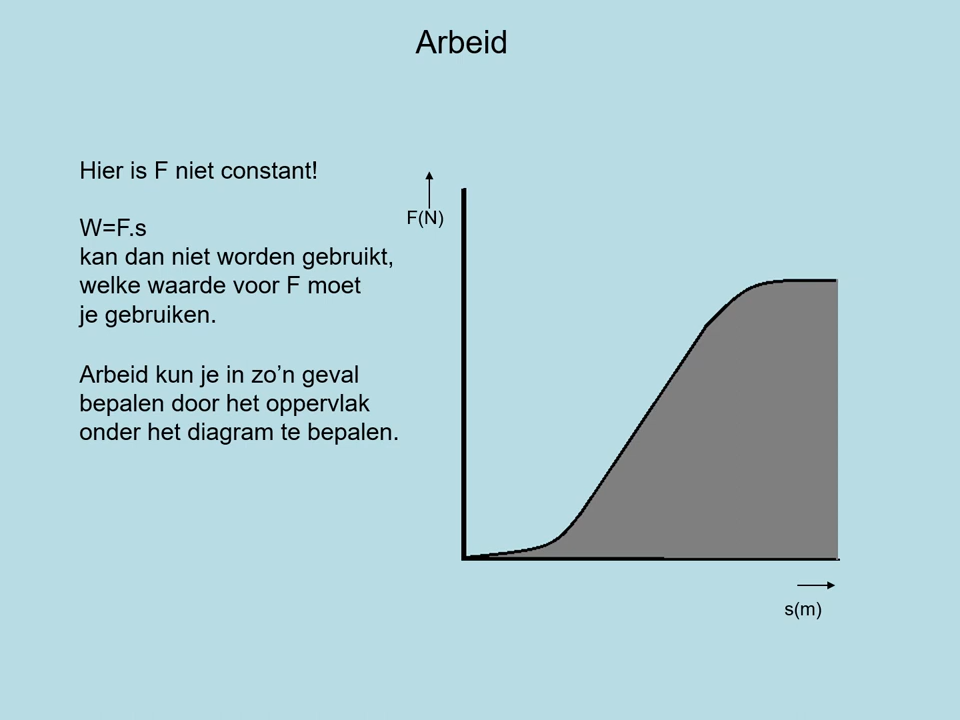 Arbeid
Hier is F niet constant!
W=F.s
kan dan niet worden gebruikt,
welke waarde voor F moet
je gebruiken.
Arbeid kun je in zo’n geval
bepalen door het oppervlak
onder het diagram te bepalen.
F(N)
s(m)